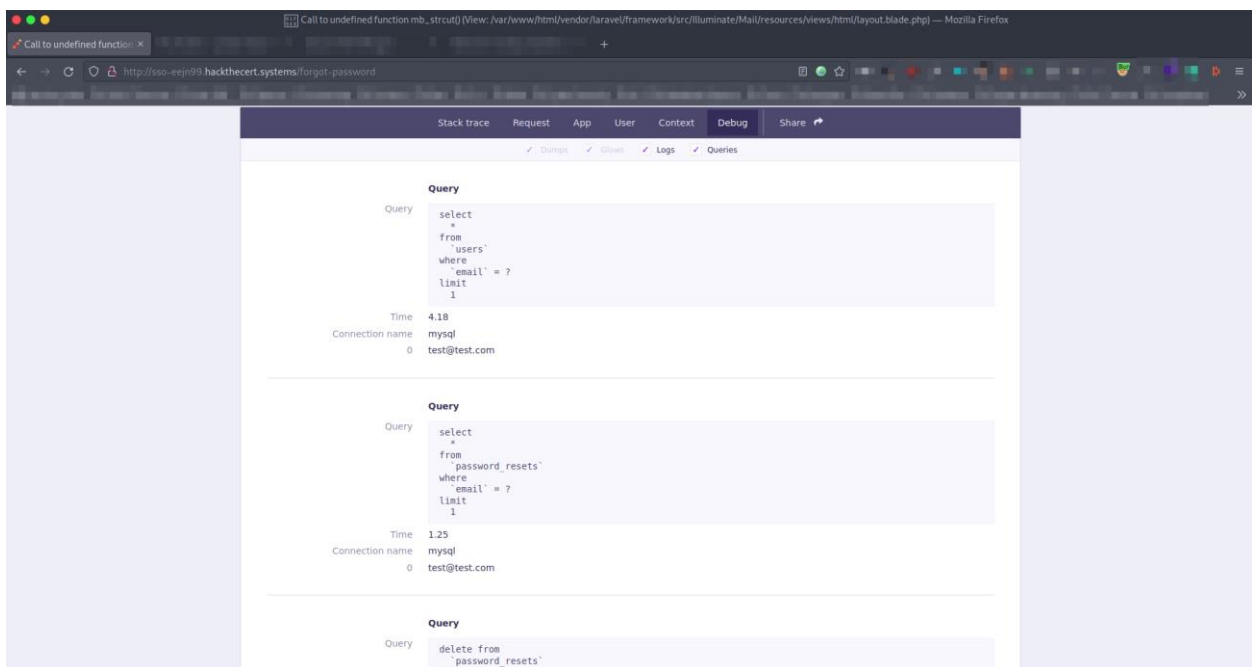 Call to undefined function mb_strcut() (View: /var/www/html/vendor/laravel/framework/src/Illuminate/Mail/resources/views/html/layout.blade.php) — Mozilla Firefox
Call to undefined function ×
+
http://sso-eejn99.hackthecert.systems/forgot-password
Stack trace Request App User Context Debug Share
Dumps Glows Logs Queries
Query
Query
select
*
from
`users`
where
`email` = ?
limit
1
Time 4.18
Connection name mysql
0 test@test.com
Query
Query
select
*
from
`password_resets`
where
`email` = ?
limit
1
Time 1.25
Connection name mysql
0 test@test.com
Query
Query
delete from
`password_resets`